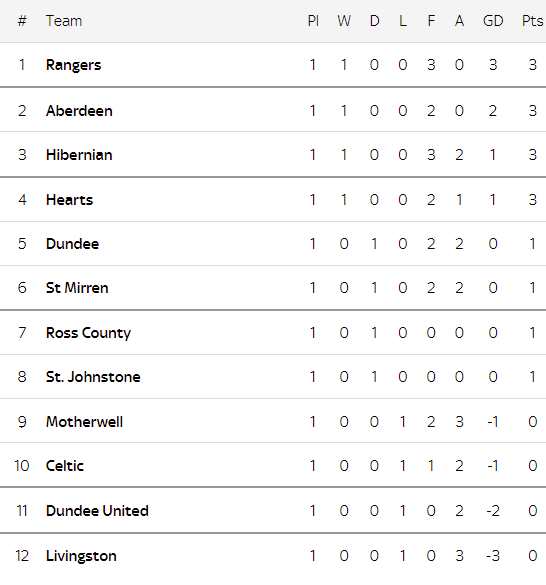 # Team Pl W D L F A GD Pts
1 Rangers 1 1 0 0 3 0 3 3
2 Aberdeen 1 1 0 0 2 0 2 3
3 Hibernian 1 1 0 0 3 2 1 3
4 Hearts 1 1 0 0 2 1 1 3
5 Dundee 1 0 1 0 2 2 0 1
6 St Mirren 1 0 1 0 2 2 0 1
7 Ross County 1 0 1 0 0 0 0 1
8 St. Johnstone 1 0 1 0 0 0 0 1
9 Motherwell 1 0 0 1 2 3 -1 0
10 Celtic 1 0 0 1 1 2 -1 0
11 Dundee United 1 0 0 1 0 2 -2 0
12 Livingston 1 0 0 1 0 3 -3 0